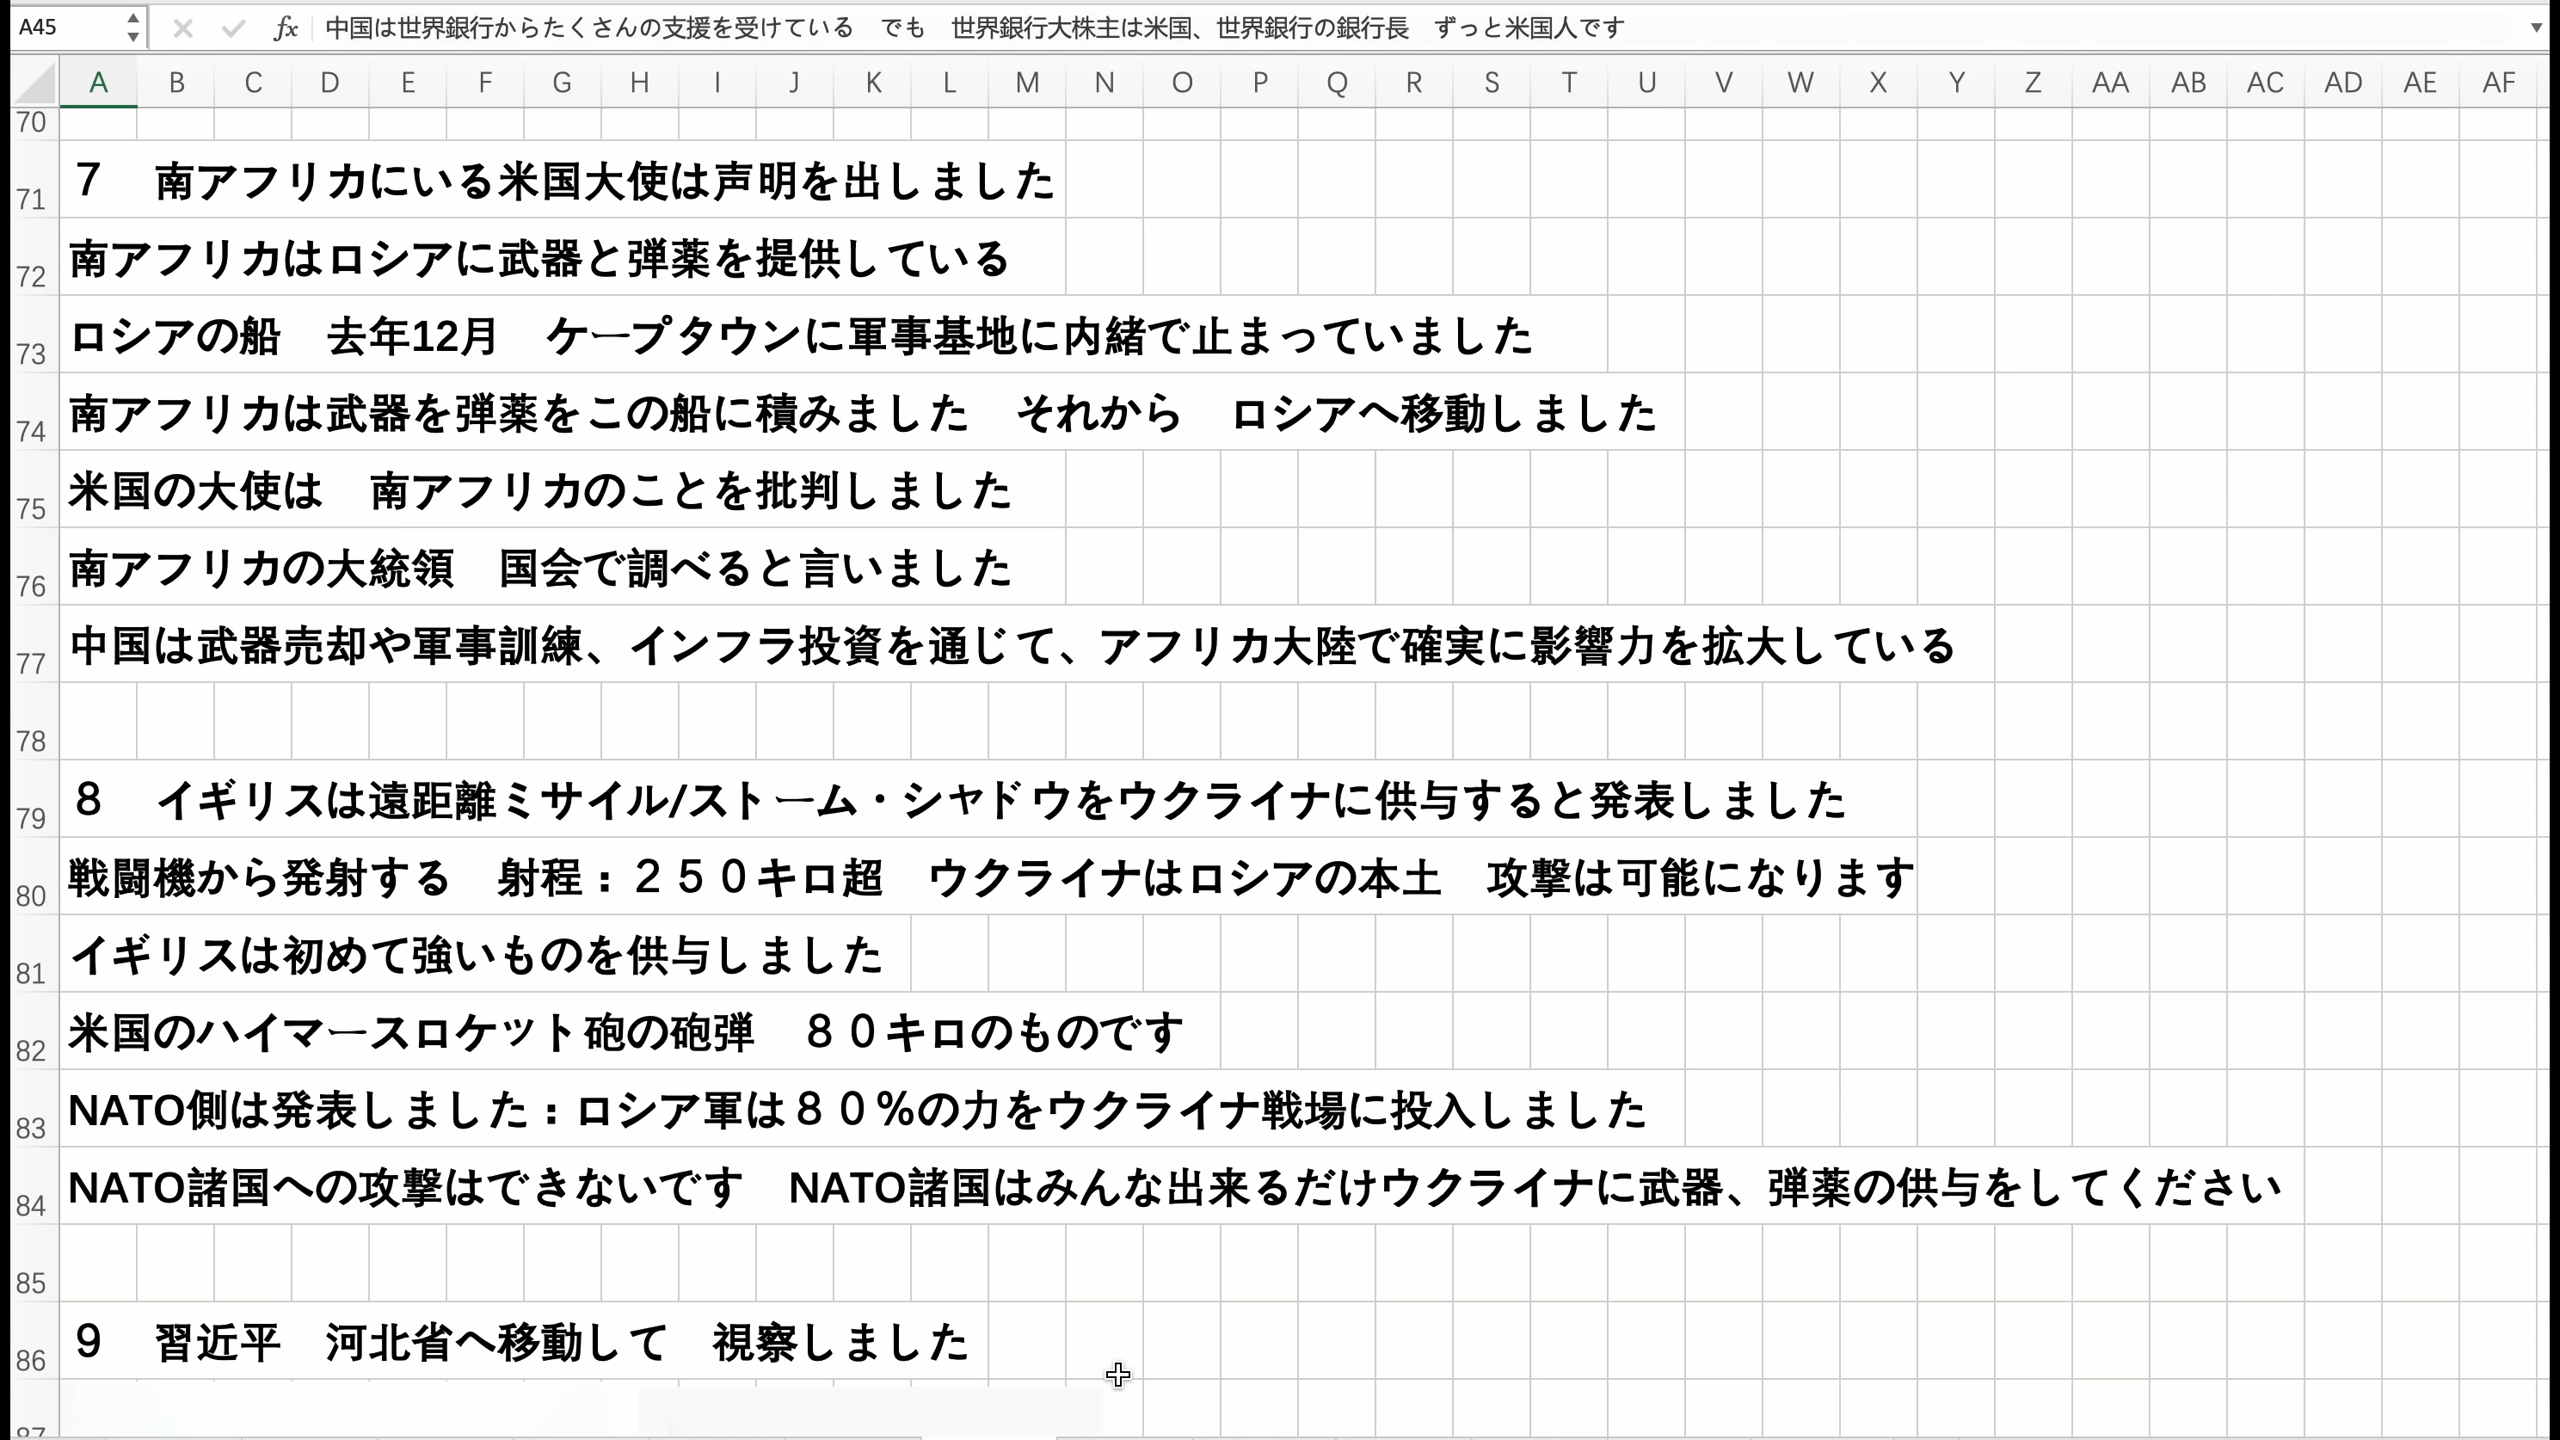 A45 fx 中国は世界銀行からたくさんの支援を受けている　でも　世界銀行大株主は米国、世界銀行の銀行長　ずっと米国人です
A B C D E F G H I J K L M N O P Q R S T U V W X Y Z AA AB AC AD AE AF
70
71 ７　南アフリカにいる米国大使は声明を出しました
72 南アフリカはロシアに武器と弾薬を提供している
73 ロシアの船　去年12月　ケープタウンに軍事基地に内緒で止まっていました
74 南アフリカは武器を弾薬をこの船に積みました　それから　ロシアへ移動しました
75 米国の大使は　南アフリカのことを批判しました
76 南アフリカの大統領　国会で調べると言いました
77 中国は武器売却や軍事訓練、インフラ投資を通じて、アフリカ大陸で確実に影響力を拡大している
78
79 ８　イギリスは遠距離ミサイル/ストーム・シャドウをウクライナに供与すると発表しました
80 戦闘機から発射する　射程：２５０キロ超　ウクライナはロシアの本土　攻撃は可能になります
81 イギリスは初めて強いものを供与しました
82 米国のハイマースロケット砲の砲弾　８０キロのものです
83 NATO側は発表しました：ロシア軍は８０%の力をウクライナ戦場に投入しました
84 NATO諸国への攻撃はできないです　NATO諸国はみんな出来るだけウクライナに武器、弾薬の供与をしてください
85
86 ９　習近平　河北省へ移動して　視察しました
87